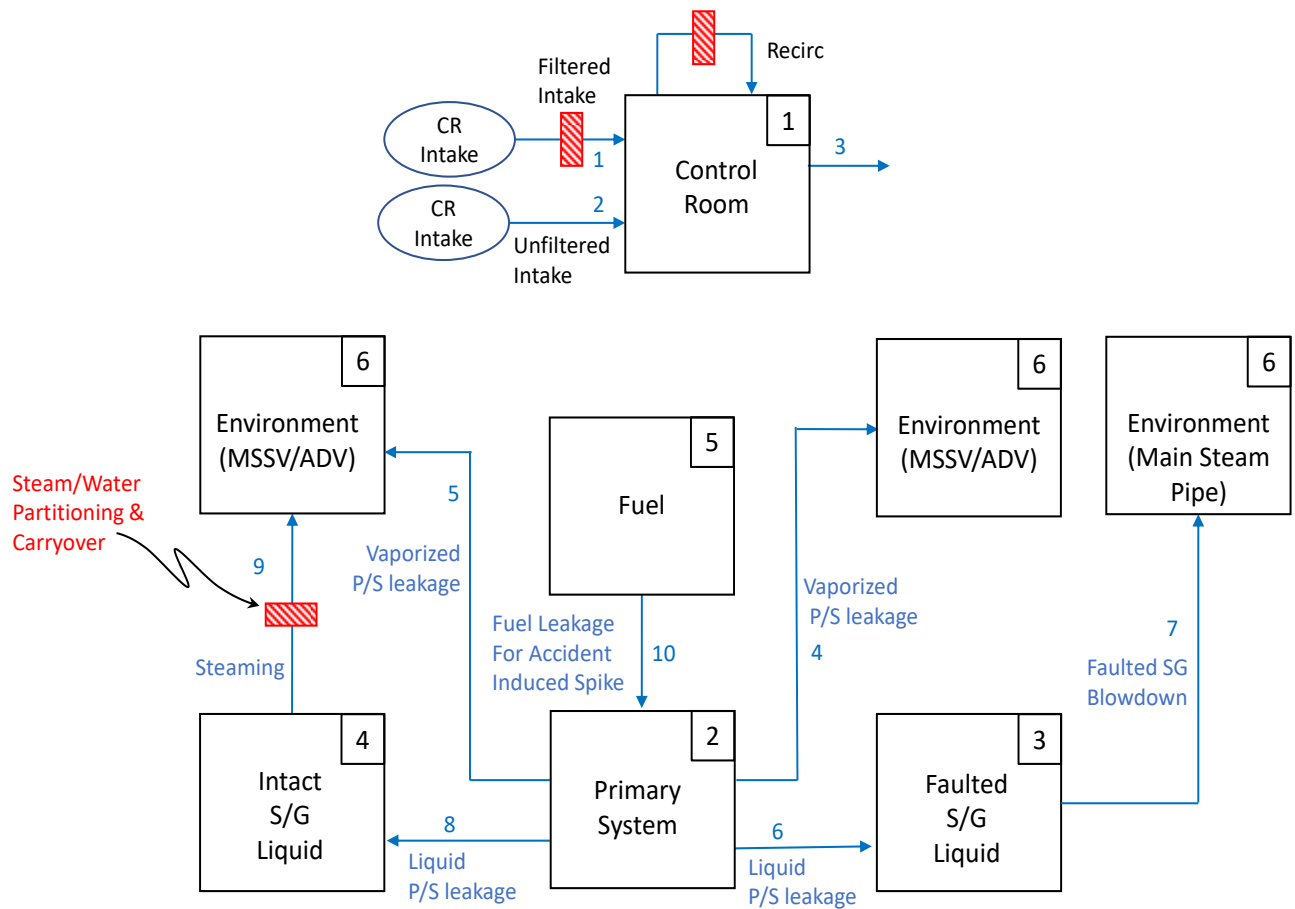 Recirc
Filtered
Intake
CR
Intake
1
1
Control
Room
3
CR
Intake
2
Unfiltered
Intake
6
Environment
(MSSV/ADV)
5
Fuel
6
Environment
(MSSV/ADV)
6
Environment
(Main Steam
Pipe)
Steam/Water
Partitioning &
Carryover
9
5
Vaporized
P/S leakage
Steaming
Fuel Leakage
For Accident
Induced Spike
10
Vaporized
P/S leakage
4
7
Faulted SG
Blowdown
4
Intact
S/G
Liquid
8
Liquid
P/S leakage
2
Primary
System
6
Liquid
P/S leakage
3
Faulted
S/G
Liquid